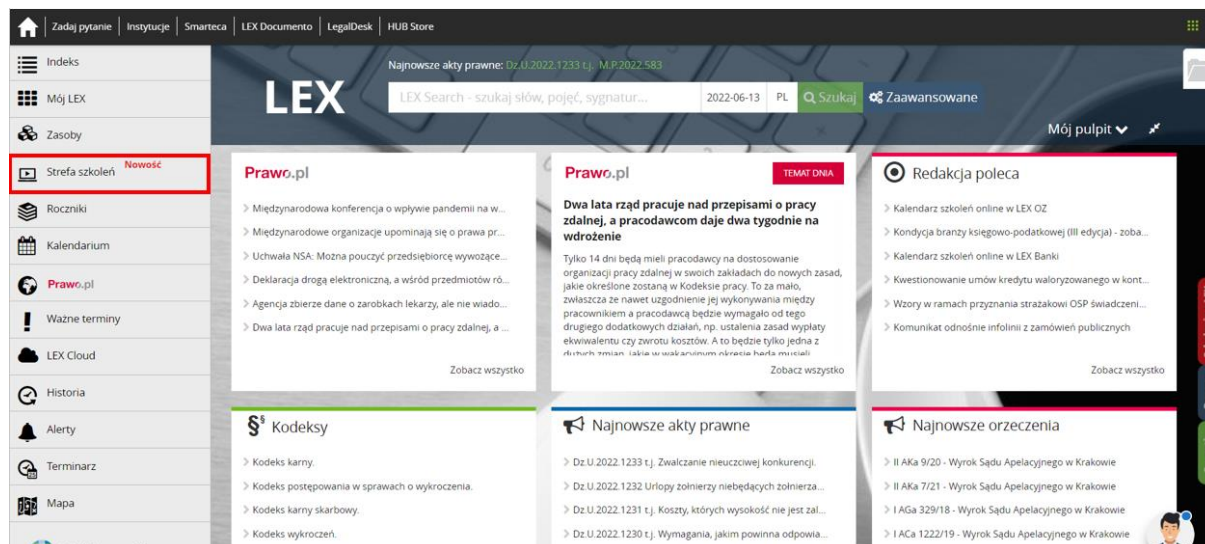 Zadaj pytanie Instytucje Smarteca LEX Documento LegalDesk HUB Store
Indeks
Mój LEX
Zasoby
Strefa szkoleń Nowość
Roczniki
Kalendarium
Prawo.pl
Ważne terminy
LEX Cloud
Historia
Alerty
Terminarz
Mapa
LEX
Najnowsze akty prawne: Dz.U.2022.1233 t.j. M.P.2022.583
LEX Search - szukaj słów, pojęć, sygnatur... 2022-06-13 PL Szukaj Zaawansowane
Mój pulpit
Prawo.pl
Międzynarodowa konferencja o wpływie pandemii na w...
Międzynarodowe organizacje upominają się o prawa pr...
Uchwała NSA: Można pouczyć przedsiębiorcę wywożące...
Deklaracja drogą elektroniczną, a wśród przedmiotów ró...
Agencja zbierze dane o zarobkach lekarzy, ale nie wiado...
Dwa lata rząd pracuje nad przepisami o pracy zdalnej, a ...
Zobacz wszystko
Prawo.pl TEMAT DNIA
Dwa lata rząd pracuje nad przepisami o pracy
zdalnej, a pracodawcom daje dwa tygodnie na
wdrożenie
Tylko 14 dni będą mieli pracodawcy na dostosowanie
organizacji pracy zdalnej w swoich zakładach do nowych zasad,
jakie określone zostaną w Kodeksie pracy. To za mało,
zwłaszcza że nawet uzgodnienie jej wykonywania między
pracownikiem a pracodawcą będzie wymagało od tego
drugiego dodatkowych działań, np. ustalenia zasad wypłaty
ekwiwalentu czy zwrotu kosztów. A to będzie tylko jedna z
dużych zmian, jakie w wakacyjnym okresie będą musieli
Zobacz wszystko
Redakcja poleca
Kalendarz szkoleń online w LEX OZ
Kondycja branży księgowo-podatkowej (III edycja) - zoba...
Kalendarz szkoleń online w LEX Banki
Kwestionowanie umów kredytu waloryzowanego w kont...
Wzory w ramach przyznania strażakowi OSP świadczeni...
Komunikat odnośnie infolinii z zamówień publicznych
Zobacz wszystko
Kodeksy
Kodeks karny.
Kodeks postępowania w sprawach o wykroczenia.
Kodeks karny skarbowy.
Kodeks wykroczeń.
Najnowsze akty prawne
Dz.U.2022.1233 t.j. Zwalczanie nieuczciwej konkurencji.
Dz.U.2022.1232 Urlopy żołnierzy niebędących żołnierza...
Dz.U.2022.1231 t.j. Koszty, których wysokość nie jest zal...
Dz.U.2022.1230 t.j. Wymagania, jakim powinna odpowia...
Najnowsze orzeczenia
II AKa 9/20 - Wyrok Sądu Apelacyjnego w Krakowie
II AKa 7/21 - Wyrok Sądu Apelacyjnego w Krakowie
I AGa 329/18 - Wyrok Sądu Apelacyjnego w Krakowie
I ACa 1222/19 - Wyrok Sądu Apelacyjnego w Krakowie